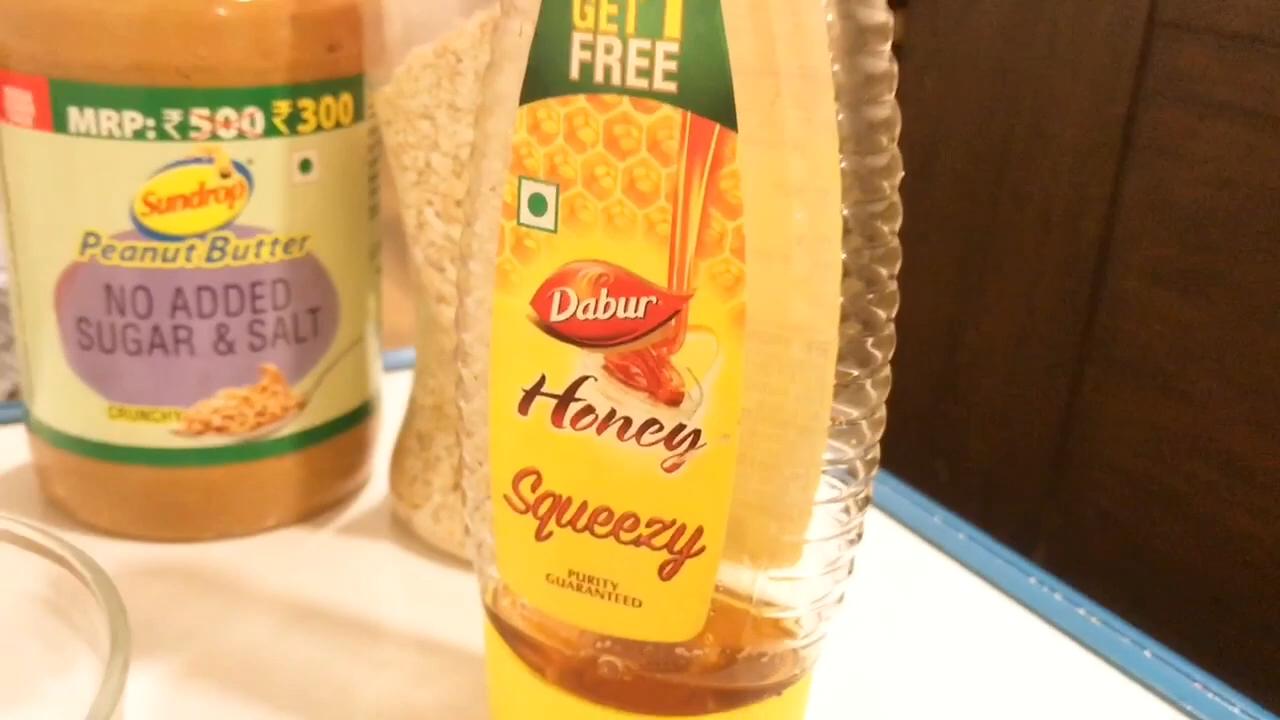 MRP: ₹500 ₹300
Sundrop
Peanut Butter
NO ADDED
SUGAR & SALT
CRUNCHY
GET 1
FREE
Dabur
Honey
Squeezy
PURITY
GUARANTEED